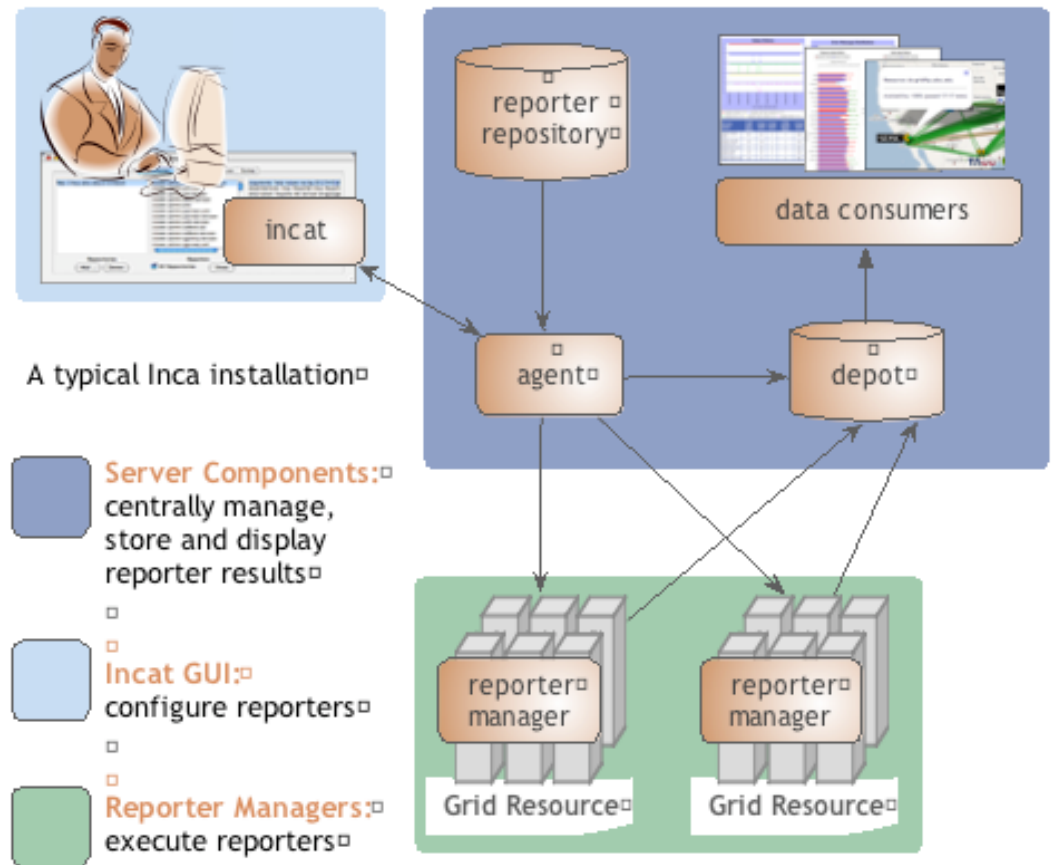 incat
reporter
repository
data consumers
agent
depot
A typical Inca installation
Server Components:
centrally manage,
store and display
reporter results
Incat GUI:
configure reporters
Reporter Managers:
execute reporters
reporter
manager
Grid Resource
reporter
manager
Grid Resource